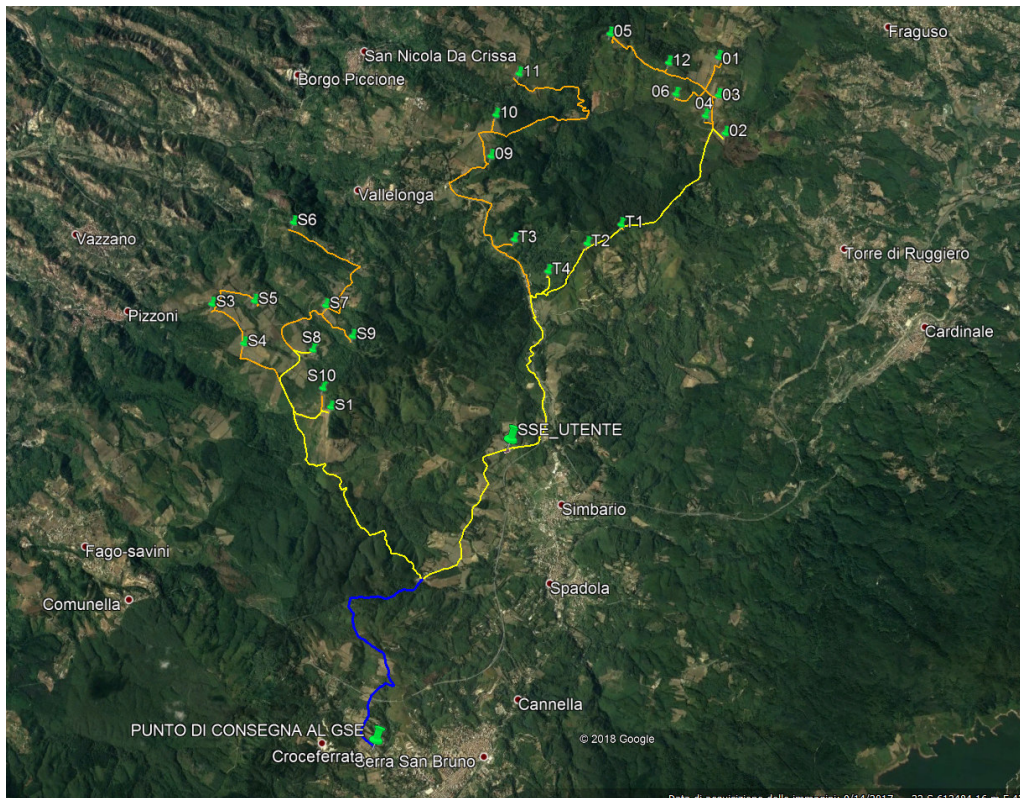 05
Fraguso
San Nicola Da Crissa
01
12
Borgo Piccione
11
06
03
04
10
02
09
Vallelonga
S6
T1
Vazzano
T3
T2
Torre di Ruggiero
T4
S3
S5
S7
Pizzoni
Cardinale
S4
S8
S9
S10
S1
SSE_UTENTE
Simbario
Fago-savini
Spadola
Comunella
Cannella
PUNTO DI CONSEGNA AL GSE
© 2018 Google
Croceferrata
Serra San Bruno